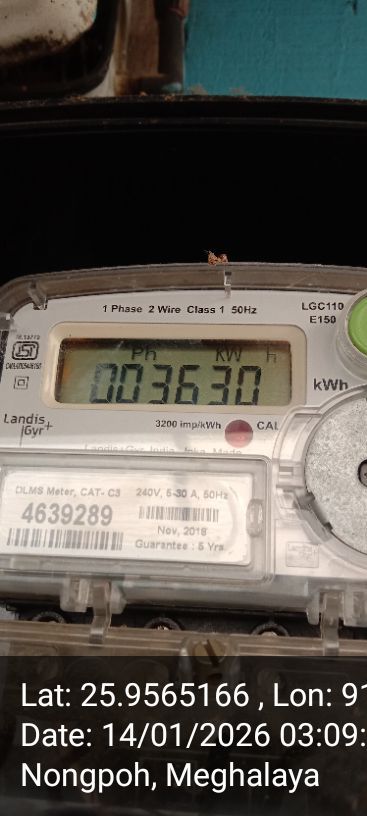 1 Phase 2 Wire Class 1 50Hz
LGC110
E150
Ph KW h
003630
kWh
Landis
Gyr+
3200 imp/kWh
CAL
DLMS Meter, CAT- C3
240V, 5-30 A, 50Hz
4639289
Nov, 2018
Guarantee : 5 Yrs.
Lat: 25.9565166 , Lon: 91
Date: 14/01/2026 03:09:
Nongpoh, Meghalaya